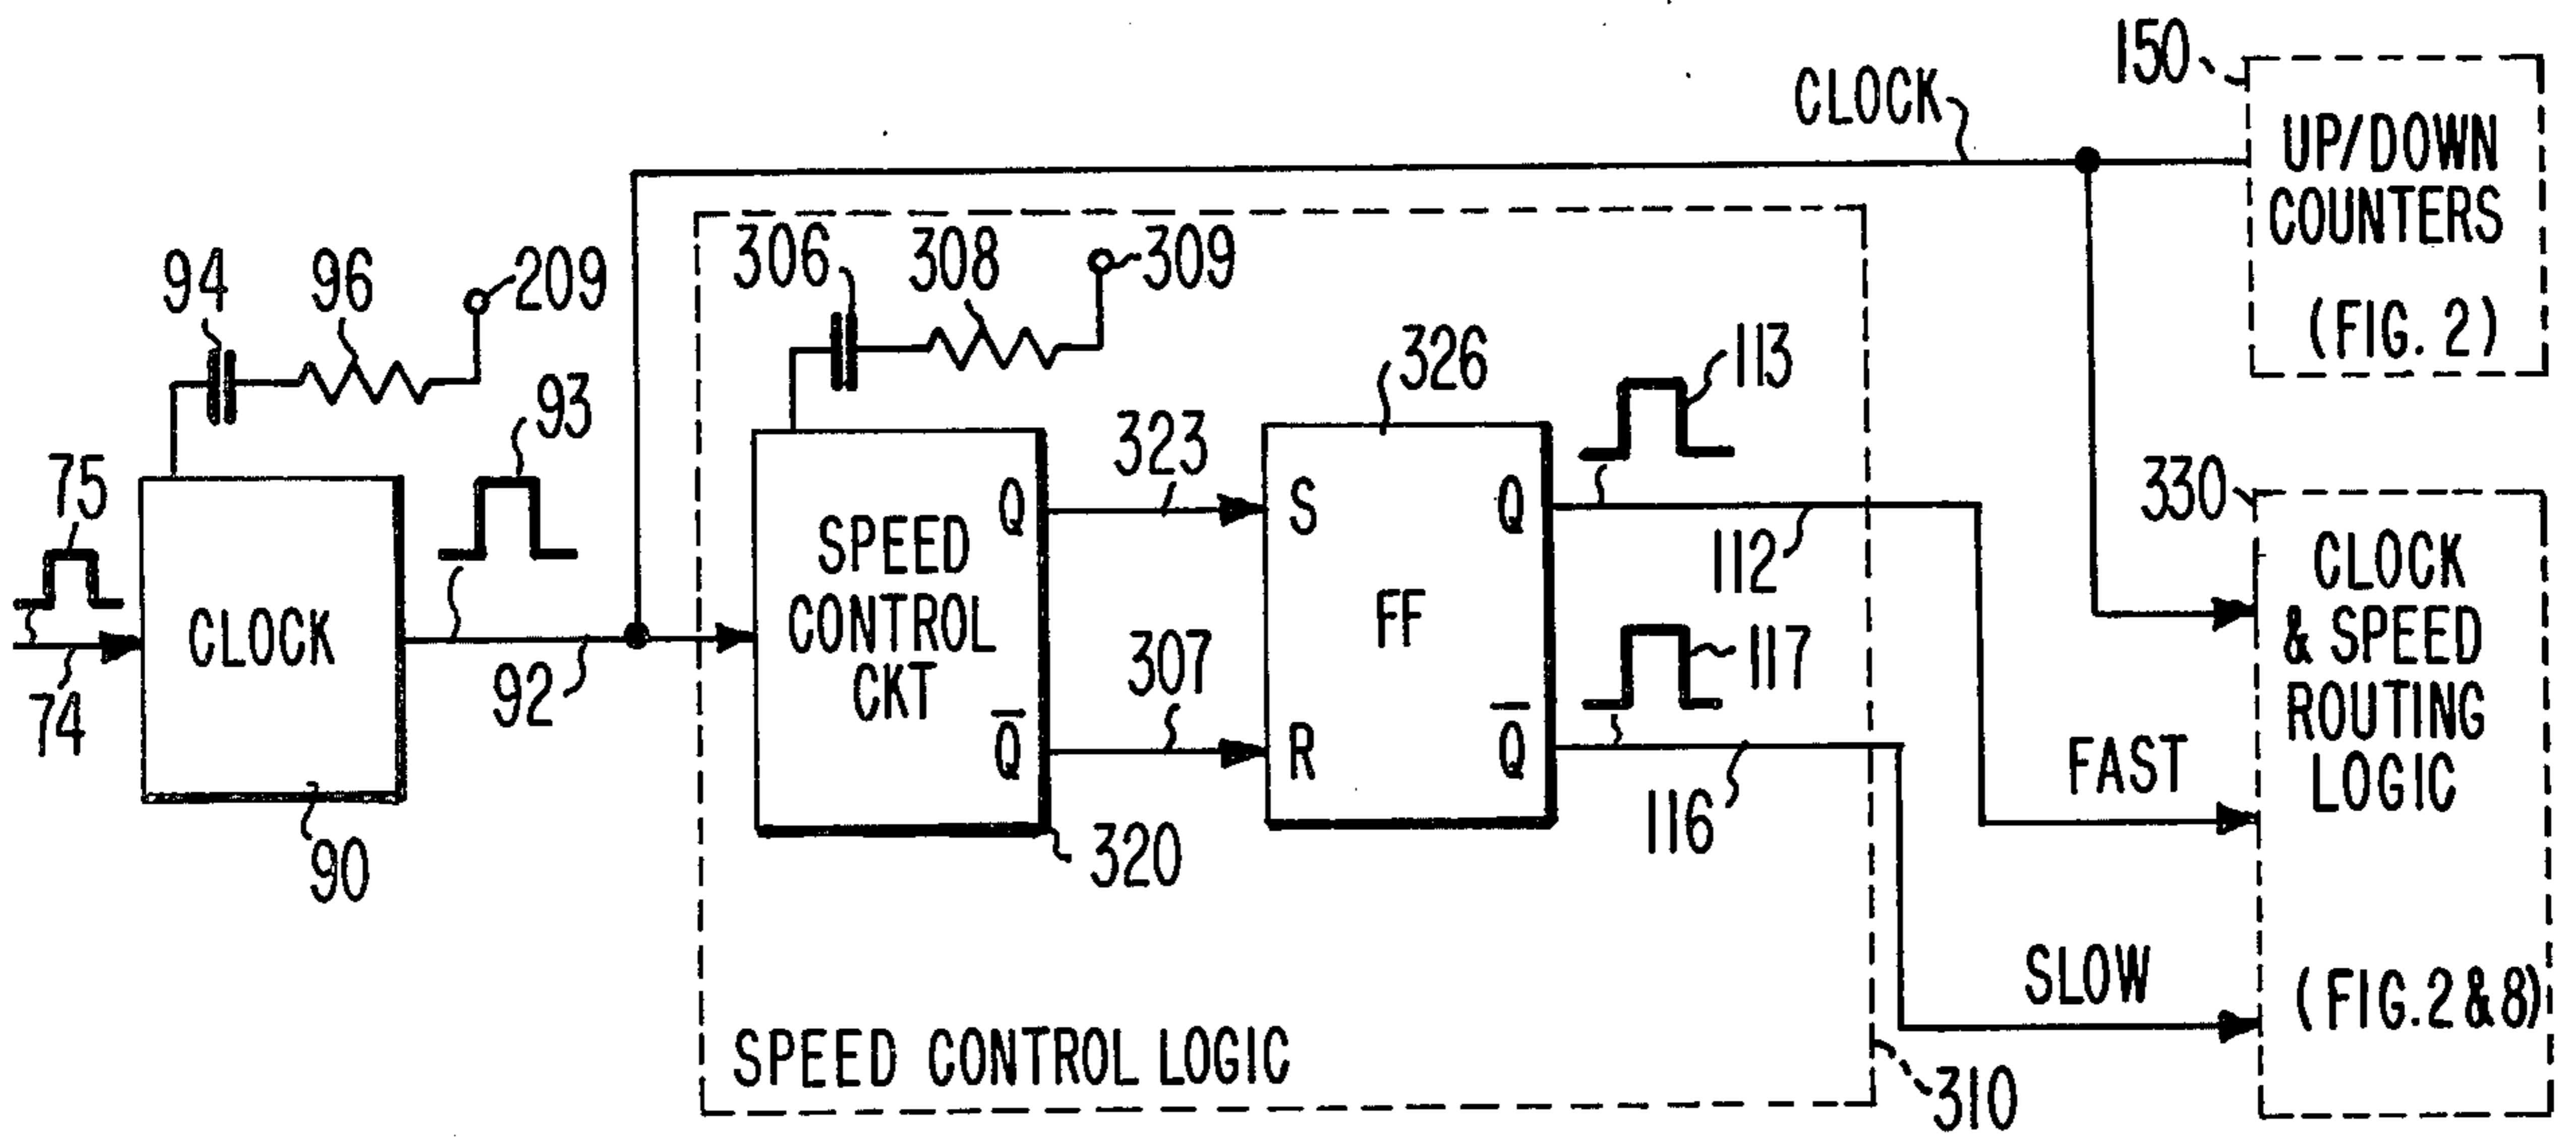 150
CLOCK
UP/DOWN
COUNTERS
(FIG. 2)
94
96
209
306
308
309
93
75
74
CLOCK
90
92
SPEED
CONTROL
CKT
Q
Q̅
320
323
307
326
S
R
FF
Q
Q̅
113
112
117
116
330
CLOCK
& SPEED
ROUTING
LOGIC
(FIG. 2 & 8)
FAST
SLOW
SPEED CONTROL LOGIC
310